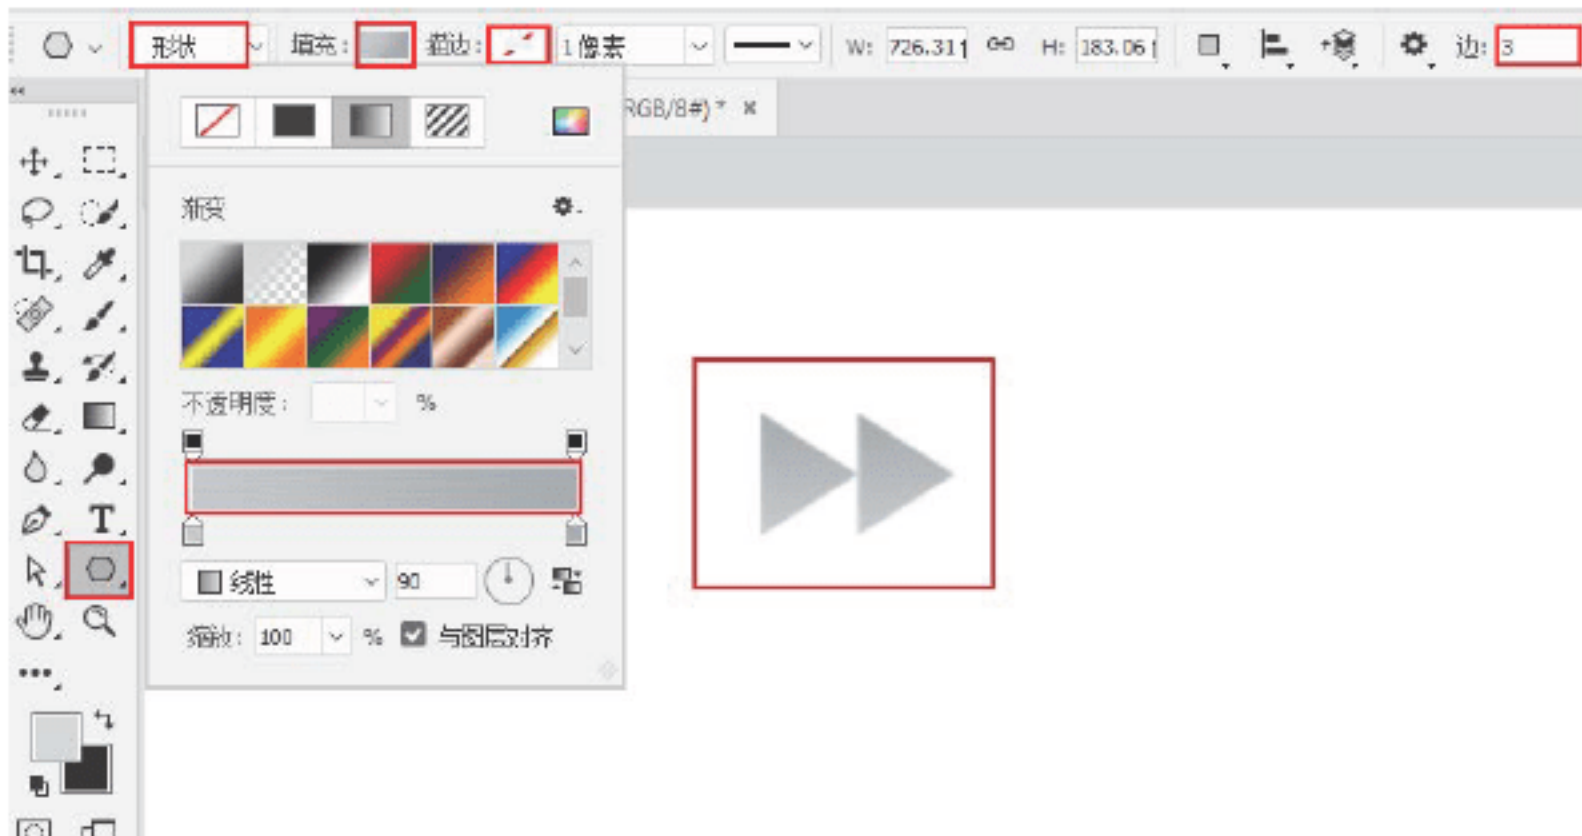 形状 填充: 描边: 1像素 W: 726.31 H: 183.06 边: 3
RGB/8#) *
渐变
不透明度: %
线性 90
缩放: 100 % 与图层对齐
T